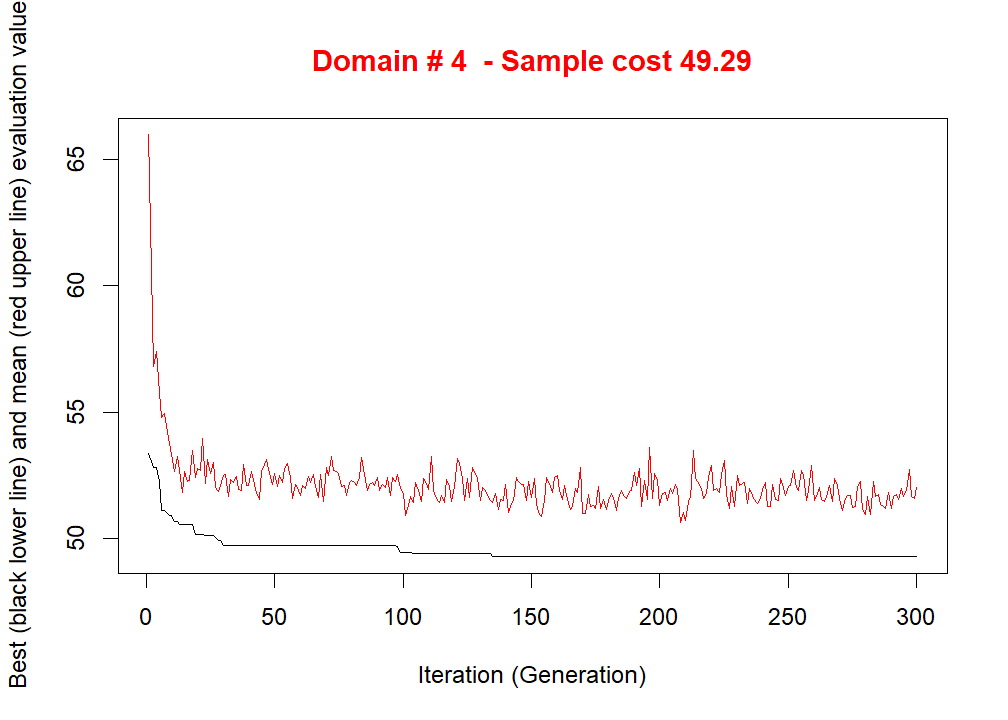 Domain # 4  - Sample cost 49.29
Best (black lower line) and mean (red upper line) evaluation value
65
60
55
50
0 50 100 150 200 250 300
Iteration (Generation)